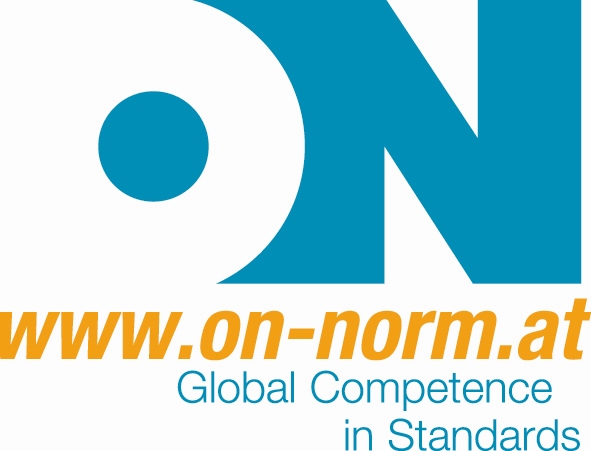 ON
www.on-norm.at
Global Competence
in Standards